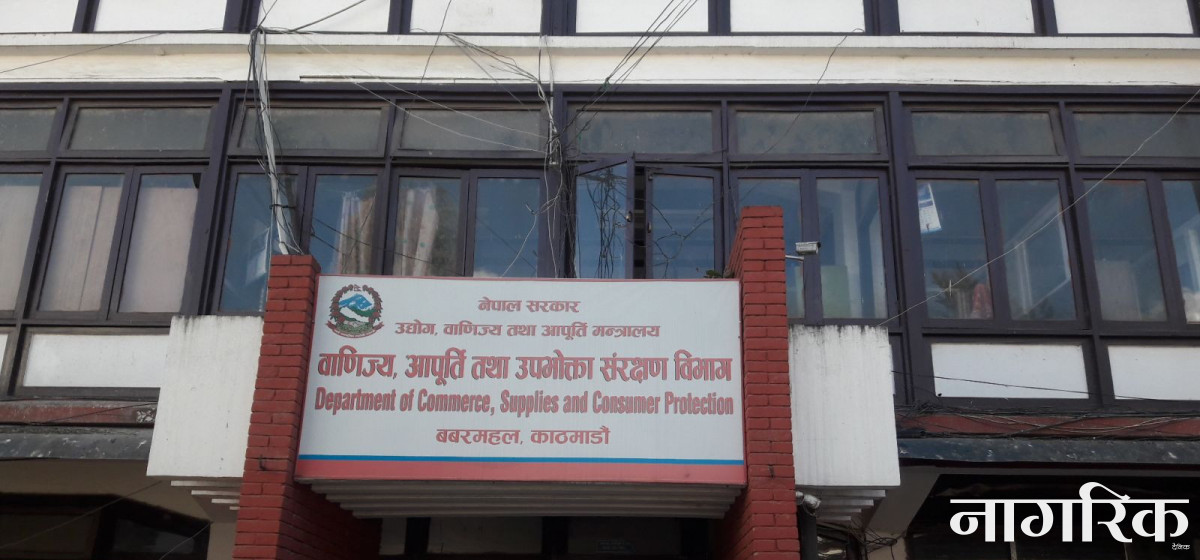 नेपाल सरकार
उद्योग, वाणिज्य तथा आपूर्ति मन्त्रालय
वाणिज्य, आपूर्ति तथा उपभोक्ता संरक्षण विभाग
Department of Commerce, Supplies and Consumer Protection
बबरमहल, काठमाडौं
नागरिक
दैनिक